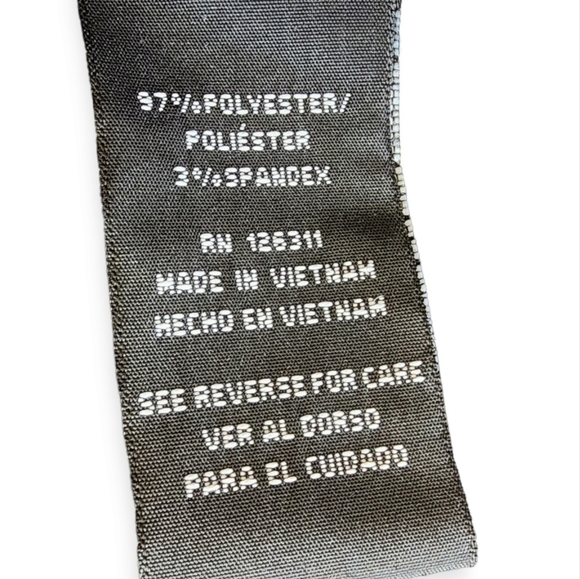 97%POLYESTER/
POLIÉSTER
3%SPANDEX
RN 126311
MADE IN VIETNAM
HECHO EN VIETNAM
SEE REVERSE FOR CARE
VER AL DORSO
PARA EL CUIDADO